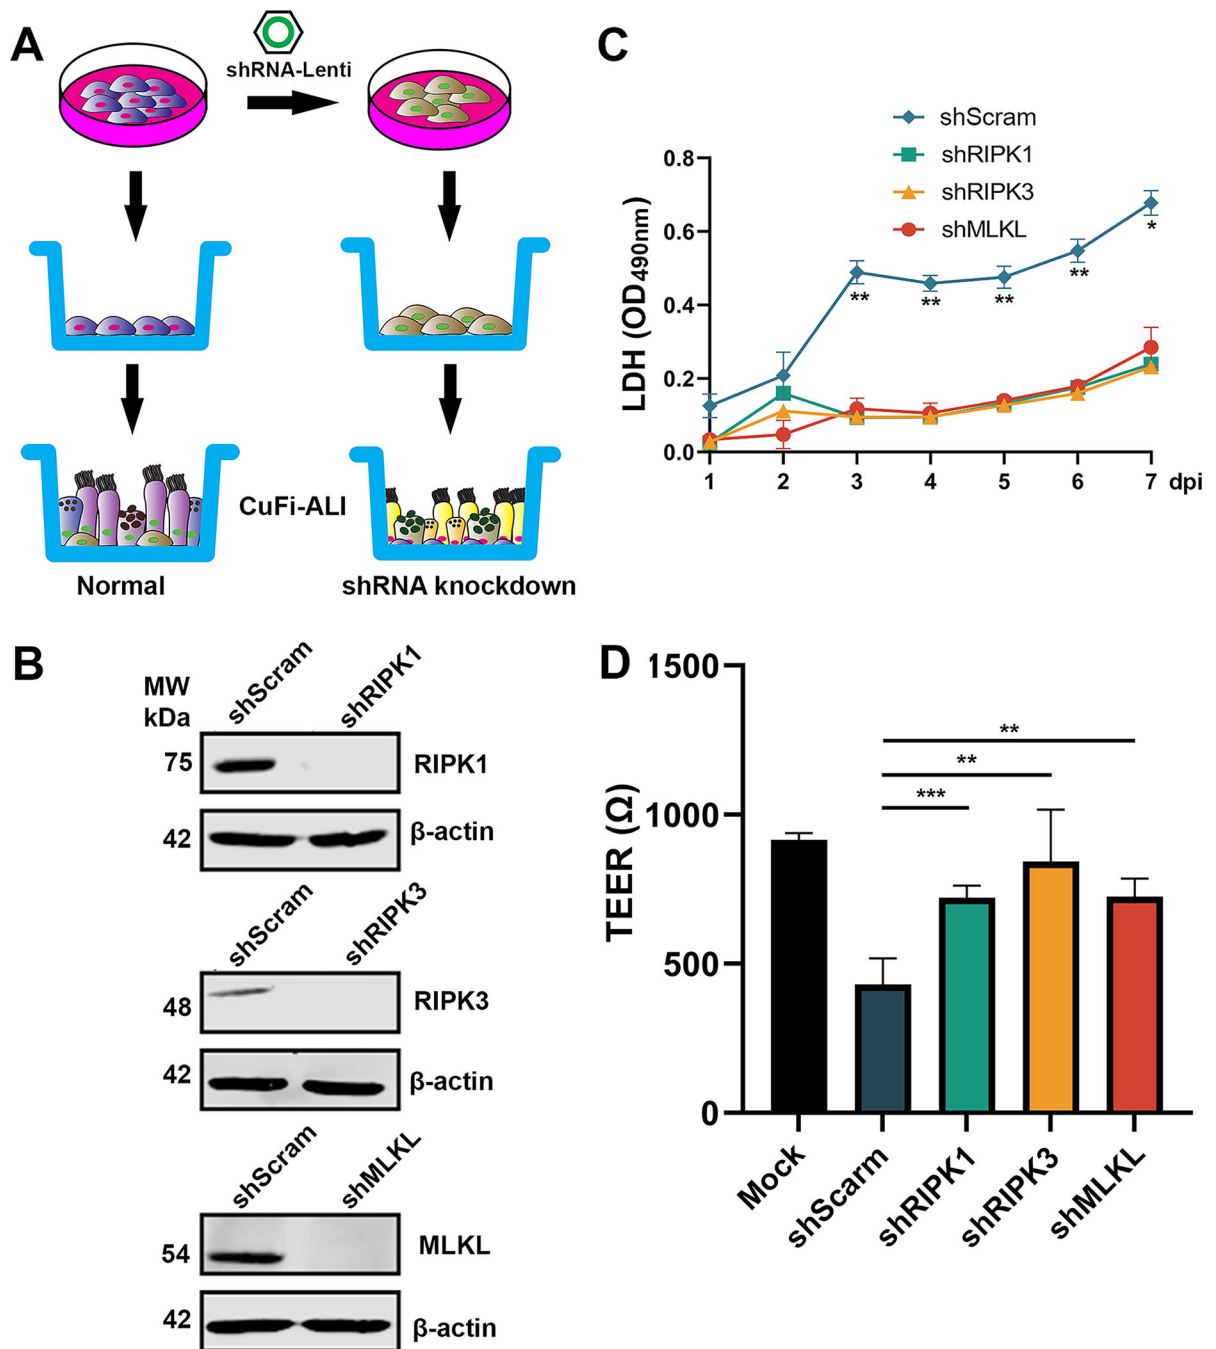 A
shRNA-Lenti
CuFi-ALI
Normal
shRNA knockdown
B
MW
kDa
shScram
shRIPK1
75
RIPK1
42
β-actin
shScram
shRIPK3
48
RIPK3
42
β-actin
shScram
shMLKL
54
MLKL
42
β-actin
C
shScram
shRIPK1
shRIPK3
shMLKL
LDH (OD490nm)
0.8
0.6
0.4
0.2
0.0
** ** ** ** *
1 2 3 4 5 6 7 dpi
D
TEER (Ω)
1500
1000
500
0
**
**
***
Mock
shScarm
shRIPK1
shRIPK3
shMLKL